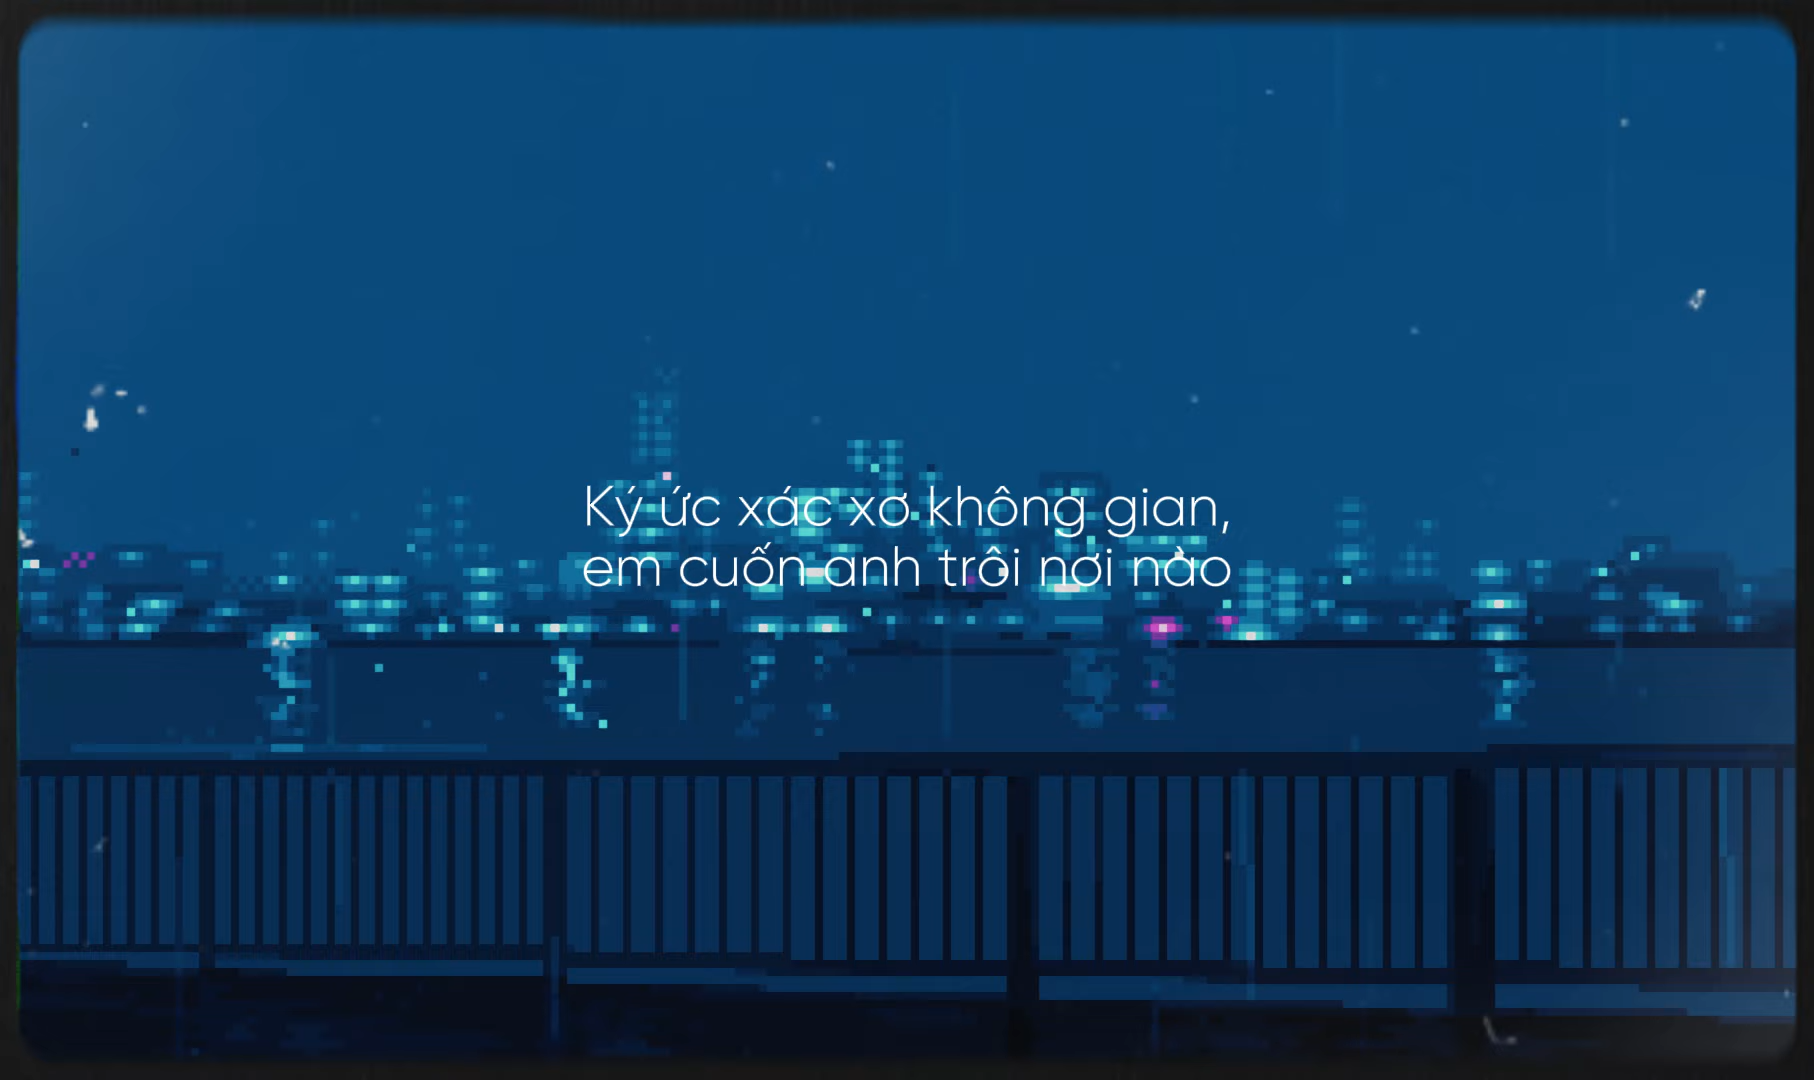 Ký ức xác xơ không gian,
em cuốn anh trôi nơi nào